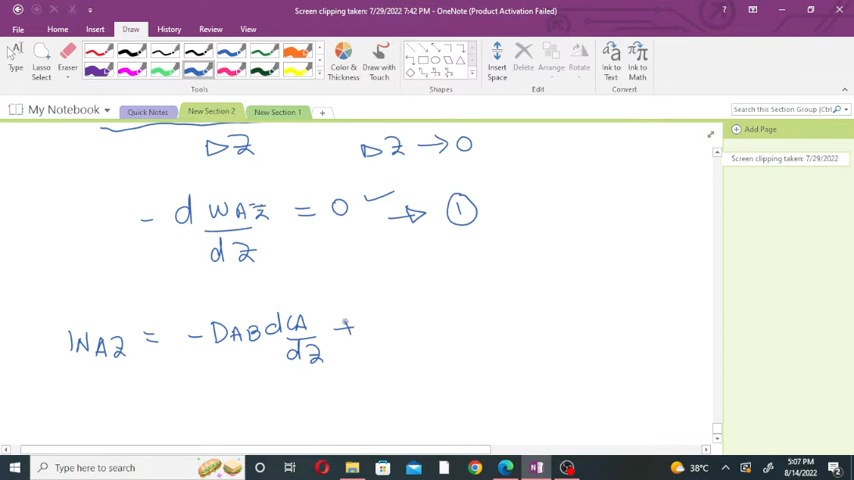 Screen clipping taken: 7/29/2022 7:42 PM - OneNote (Product Activation Failed)
File Home Insert Draw History Review View
Type Lasso Select Eraser Color & Thickness Draw with Touch Insert Space Delete Arrange Rotate Ink to Text Ink to Math
Tools Shapes Edit Convert
My Notebook Quick Notes New Section 2 New Section 1 Search this Section Group (Ctrl
Add Page
Screen clipping taken: 7/29/2022
ΔZ ΔZ → 0
- d WAZ / dZ = 0 ✓ → 1
WAZ = - DAB dCA / dZ +
Type here to search 38°C 5:07 PM
8/14/2022